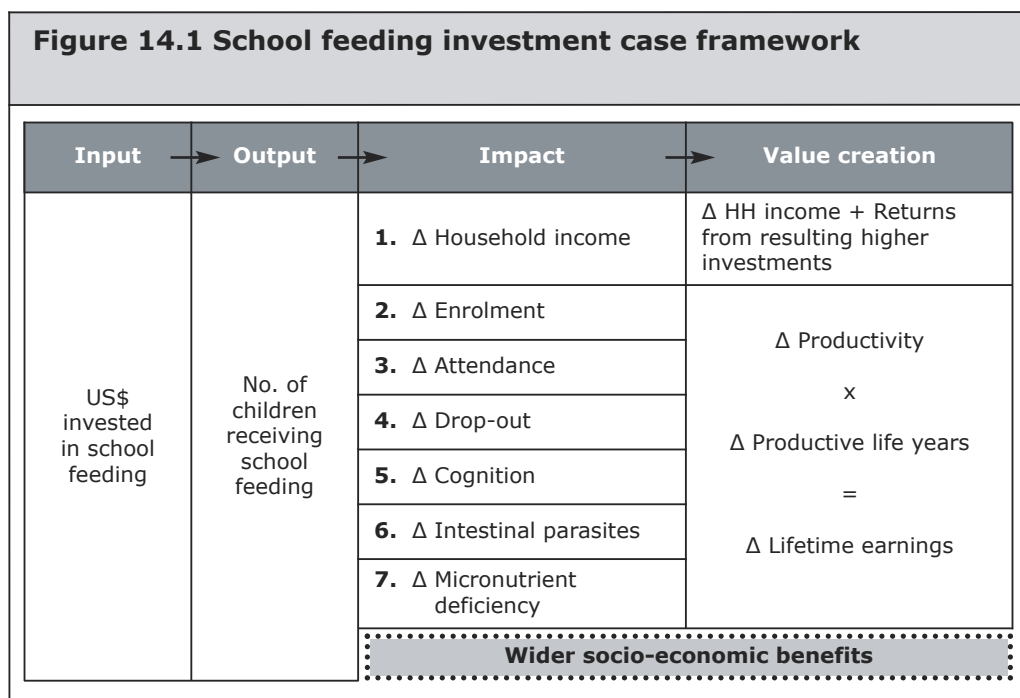 Figure 14.1 School feeding investment case framework
Input
Output
Impact
Value creation
US$
invested
in school
feeding
No. of
children
receiving
school
feeding
1. Δ Household income
Δ HH income + Returns
from resulting higher
investments
2. Δ Enrolment
3. Δ Attendance
4. Δ Drop-out
5. Δ Cognition
6. Δ Intestinal parasites
7. Δ Micronutrient
deficiency
Δ Productivity
x
Δ Productive life years
=
Δ Lifetime earnings
Wider socio-economic benefits